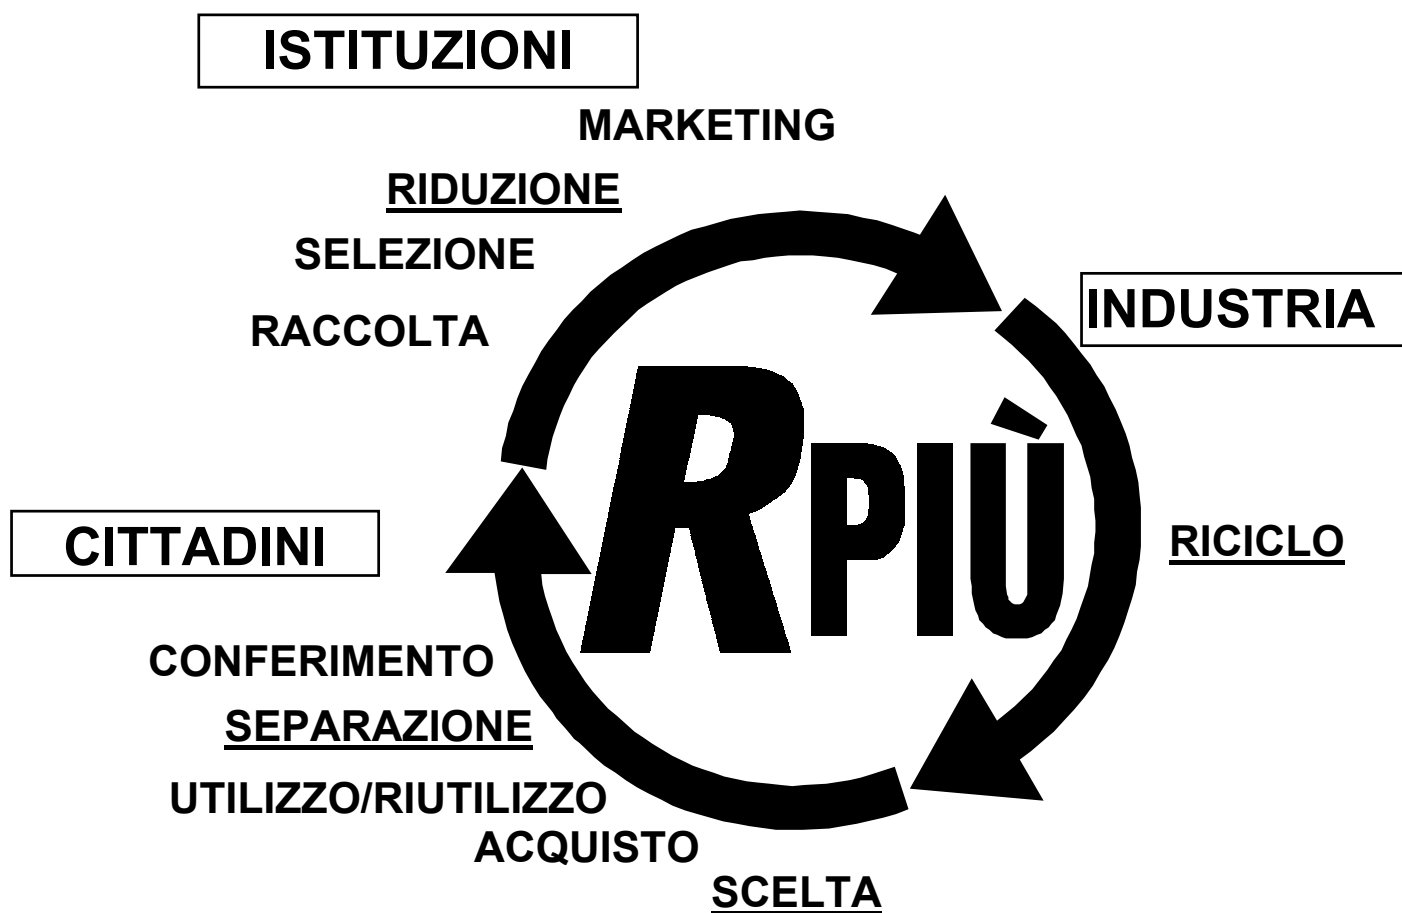 ISTITUZIONI
MARKETING
RIDUZIONE
SELEZIONE
RACCOLTA
INDUSTRIA
RPIÙ
CITTADINI
RICICLO
CONFERIMENTO
SEPARAZIONE
UTILIZZO/RIUTILIZZO
ACQUISTO
SCELTA